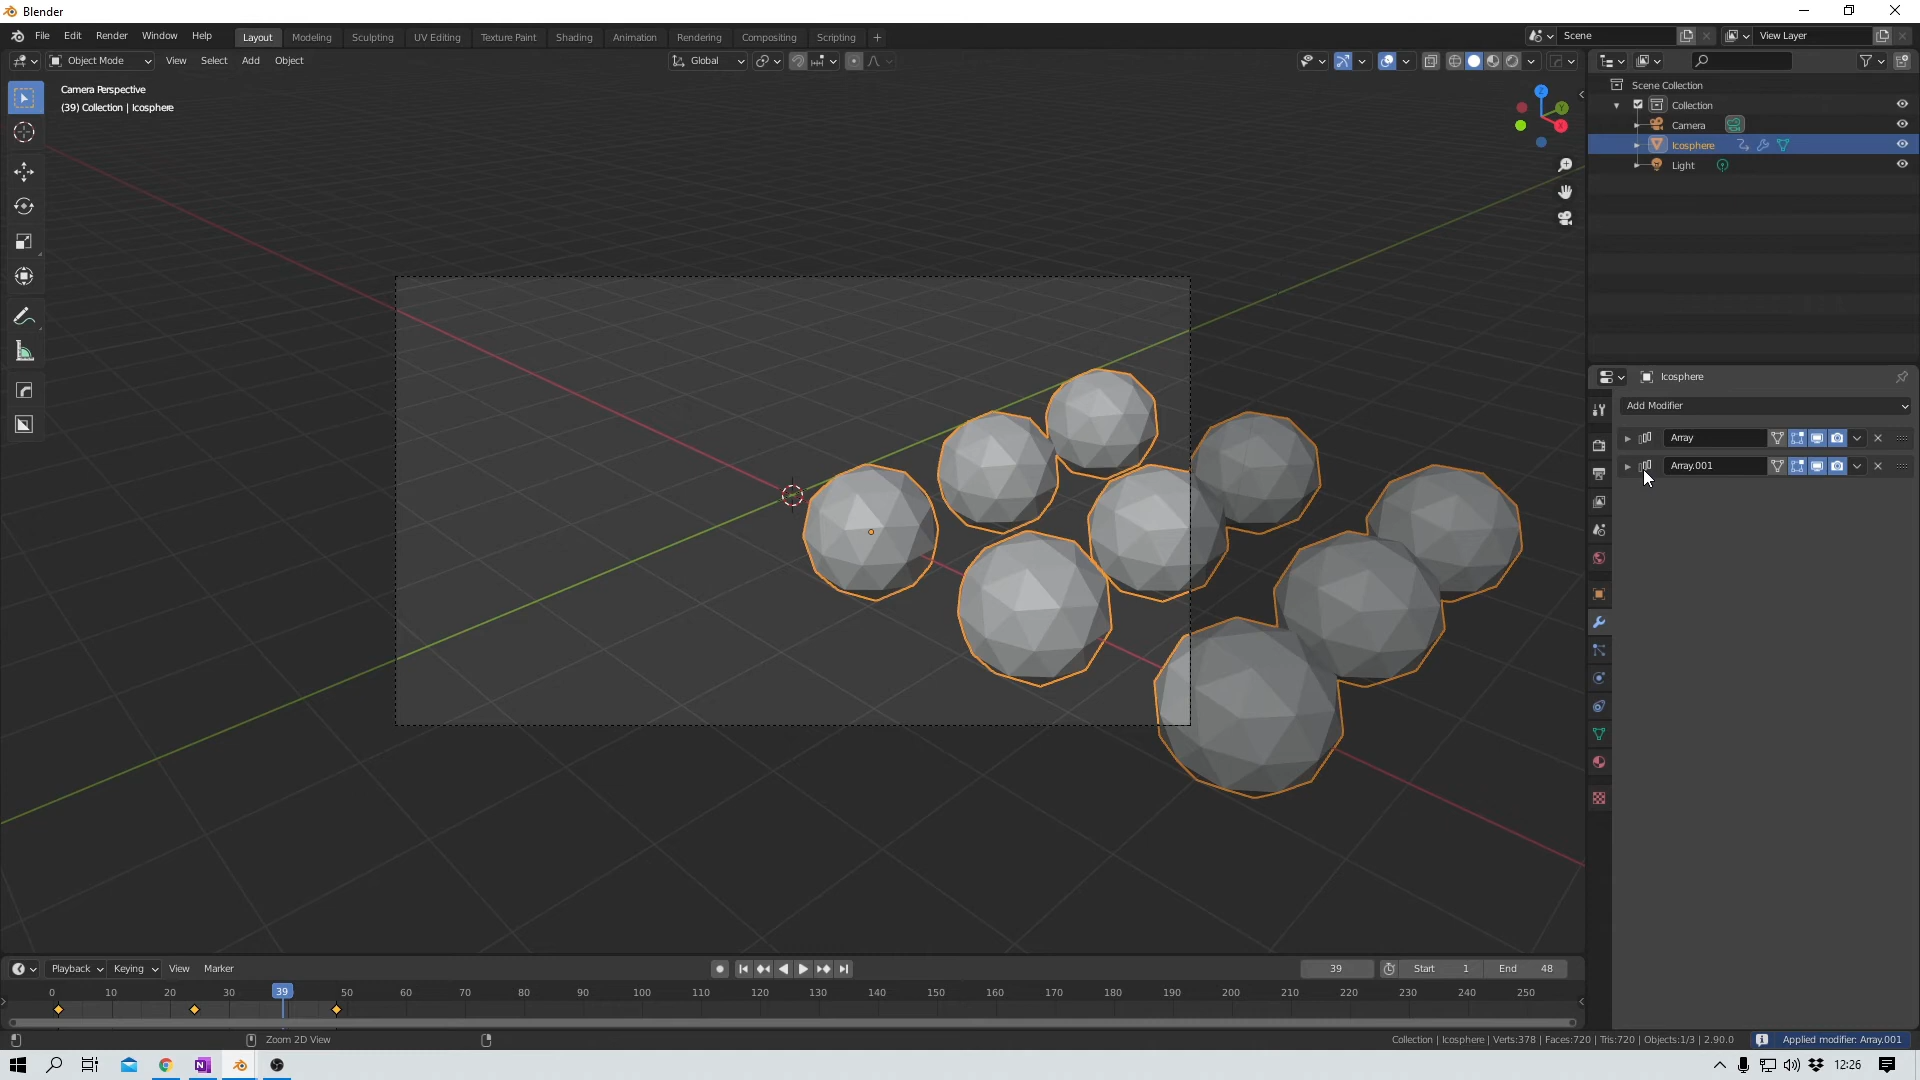 Blender
File Edit Render Window Help Layout Modeling Sculpting UV Editing Texture Paint Shading Animation Rendering Compositing Scripting + Scene View Layer
Object Mode View Select Add Object Global
Camera Perspective
(39) Collection | Icosphere
Z
Y
X
Scene Collection
Collection
Camera
Icosphere
Light
Icosphere
Add Modifier
Array
Array.001
Playback Keying View Marker 39 Start 1 End 48
0 10 20 30 39 50 60 70 80 90 100 110 120 130 140 150 160 170 180 190 200 210 220 230 240 250
Zoom 2D View Collection | Icosphere | Verts:378 | Faces:720 | Tris:720 | Objects:1/3 | 2.90.0 Applied modifier: Array.001
12:26